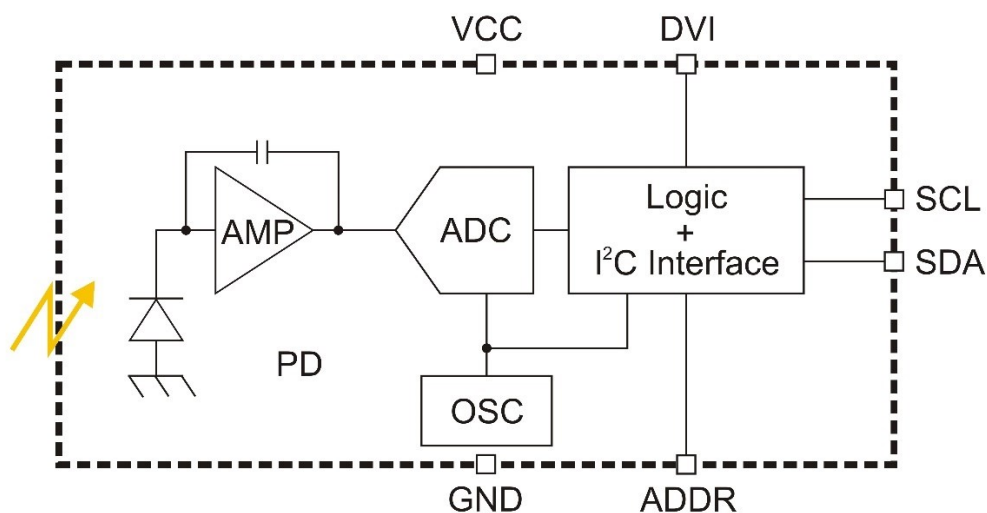 VCC
DVI
AMP
ADC
Logic
+
I²C Interface
SCL
SDA
PD
OSC
GND
ADDR